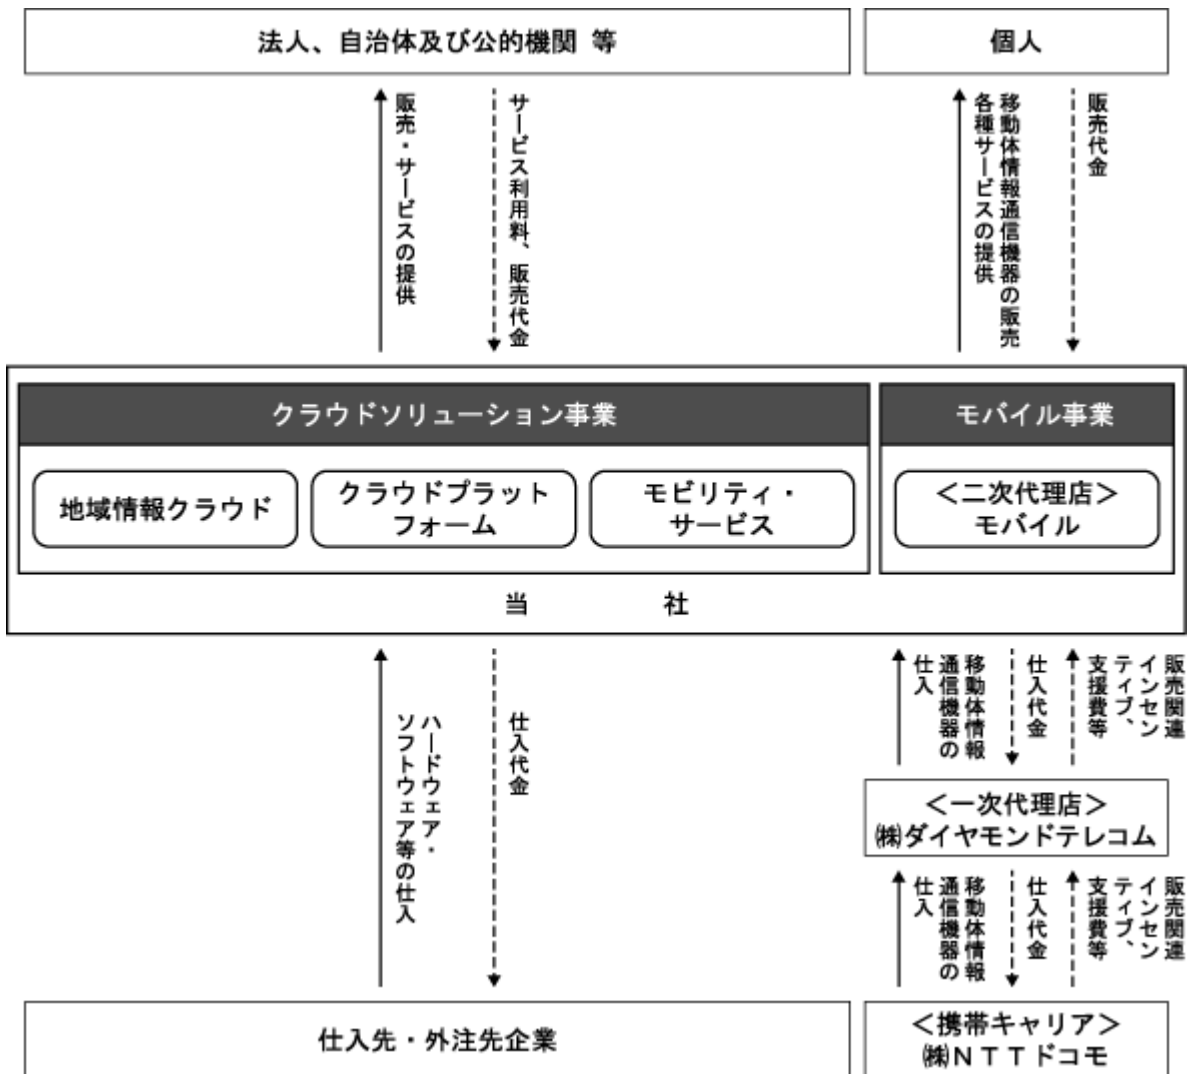 法人、自治体及び公的機関 等
個人
販売・サービスの提供
サービス利用料、販売代金
移動体情報通信機器の販売
各種サービスの提供
販売代金
クラウドソリューション事業
モバイル事業
地域情報クラウド
クラウドプラット
フォーム
モビリティ・
サービス
<二次代理店>
モバイル
当 社
ハードウェア・
ソフトウェア等の仕入
仕入代金
移動体情報
通信機器の
仕入
仕入代金
販売関連
インセン
ティブ、
支援費等
<一次代理店>
㈱ダイヤモンドテレコム
移動体情報
通信機器の
仕入
仕入代金
販売関連
インセン
ティブ、
支援費等
仕入先・外注先企業
<携帯キャリア>
㈱NTTドコモ